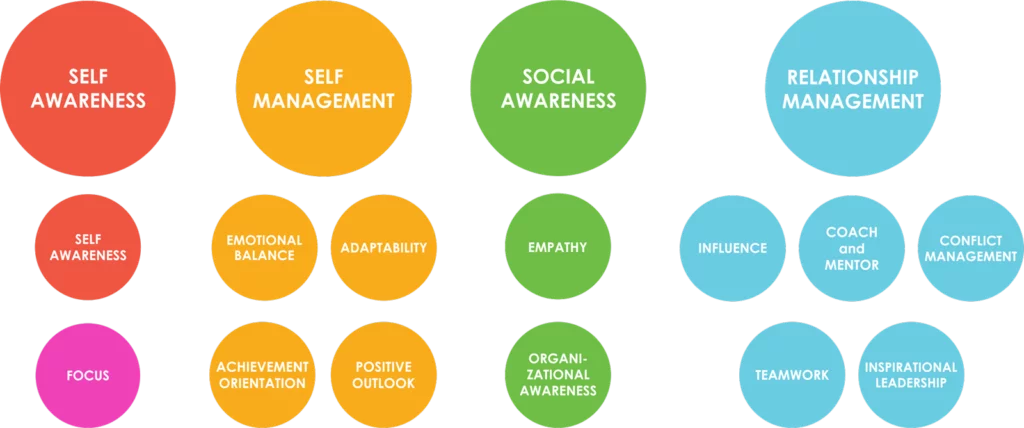 SELF
AWARENESS
SELF
MANAGEMENT
SOCIAL
AWARENESS
RELATIONSHIP
MANAGEMENT
SELF
AWARENESS
EMOTIONAL
BALANCE
ADAPTABILITY
EMPATHY
INFLUENCE
COACH
and
MENTOR
CONFLICT
MANAGEMENT
FOCUS
ACHIEVEMENT
ORIENTATION
POSITIVE
OUTLOOK
ORGANI-
ZATIONAL
AWARENESS
TEAMWORK
INSPIRATIONAL
LEADERSHIP